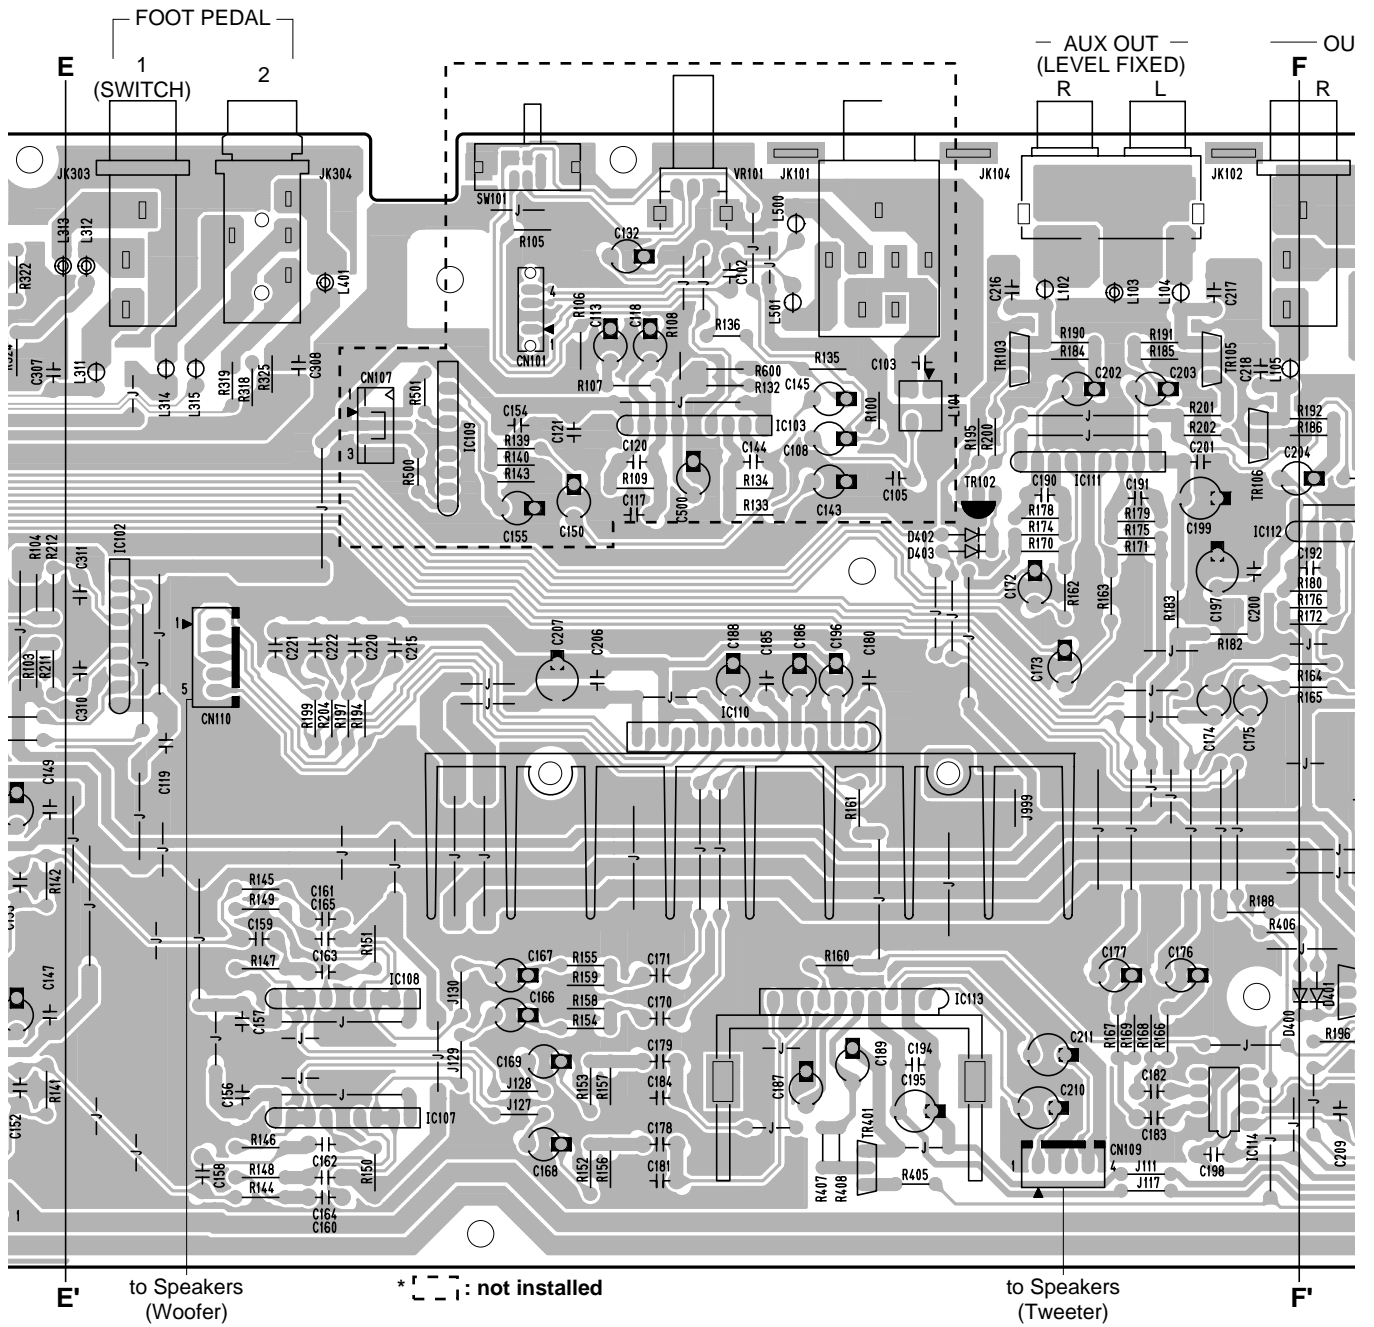 FOOT PEDAL
1
(SWITCH)
2
E
AUX OUT
(LEVEL FIXED)
R
L
OU
F
R
JK303
JK304
SW101
VR101
JK101
JK104
JK102
L313
L312
L401
R322
R105
C132
C102
L500
L501
C216
L102
L103
L104
C217
CN101
4
1
R106
C113
C118
R108
R136
R190
R184
R191
R185
TR103
TR105
C218
L105
C307
L311
L314
L315
R319
R318
R325
C308
CN107
1
3
R501
R500
IC109
R107
R600
R132
R135
C145
R100
C103
L101
C202
C203
C154
R139
R140
R143
C121
C120
R109
C117
C500
C144
R134
R133
IC103
C108
C143
C105
R195
R200
R201
R202
R192
R186
C155
C150
TR102
C190
IC111
C191
C201
TR106
C204
R178
R174
R170
R179
R175
R171
C199
IC112
D402
D403
R104
R212
C311
IC102
C172
R162
R163
R183
C197
C200
C192
R180
R176
R172
R103
R211
C310
1
5
CN110
C221
C222
C220
C215
C207
C206
C188
C185
C186
C196
C180
C173
R182
R164
R165
R199
R204
R197
R194
IC110
C174
C175
C149
C119
R161
J999
R142
R145
R149
C161
C165
C159
C163
R147
R151
IC108
J130
C167
C166
R155
R159
R158
R154
C171
C170
R160
IC113
C177
C176
R188
R406
D401
D400
R196
C147
C157
C156
J129
C169
J128
J127
R153
R157
C179
C184
C187
C189
C194
C195
C211
C210
R167
R169
R168
R166
C182
C183
IC114
C209
C152
R141
IC107
R146
R148
R144
C158
C162
C164
C160
R150
C168
R152
R156
C178
C181
R407
R408
TR401
R405
CN109
1
4
J111
J117
C198
1
E'
to Speakers
(Woofer)
* : not installed
to Speakers
(Tweeter)
F'